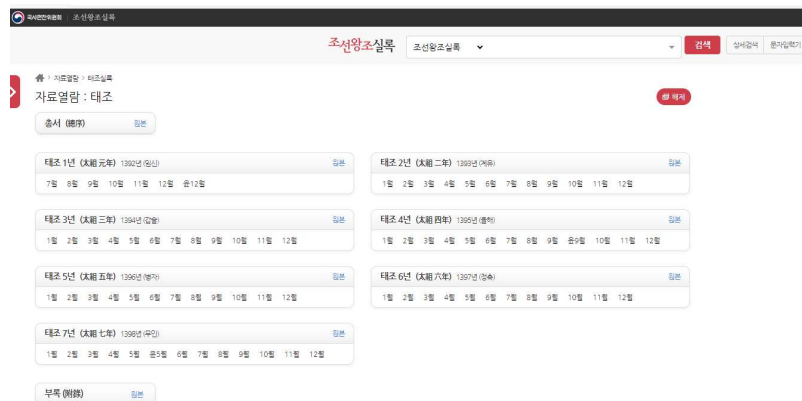 국사편찬위원회 조선왕조실록
조선왕조실록 조선왕조실록 검색 상세검색 문자입력기
> 자료열람 > 태조실록
자료열람 : 태조
해제
총서 (總序) 원본
태조 1년 (太祖 元年) 1392년 (임신) 원본
7월 8월 9월 10월 11월 12월 윤12월
태조 2년 (太祖 二年) 1393년 (계유) 원본
1월 2월 3월 4월 5월 6월 7월 8월 9월 10월 11월 12월
태조 3년 (太祖 三年) 1394년 (갑술) 원본
1월 2월 3월 4월 5월 6월 7월 8월 9월 10월 11월 12월
태조 4년 (太祖 四年) 1395년 (을해) 원본
1월 2월 3월 4월 5월 6월 7월 8월 9월 윤9월 10월 11월 12월
태조 5년 (太祖 五年) 1396년 (병자) 원본
1월 2월 3월 4월 5월 6월 7월 8월 9월 10월 11월 12월
태조 6년 (太祖 六年) 1397년 (정축) 원본
1월 2월 3월 4월 5월 6월 7월 8월 9월 10월 11월 12월
태조 7년 (太祖 七年) 1398년 (무인) 원본
1월 2월 3월 4월 5월 윤5월 6월 7월 8월 9월 10월 11월 12월
부록 (附錄) 원본